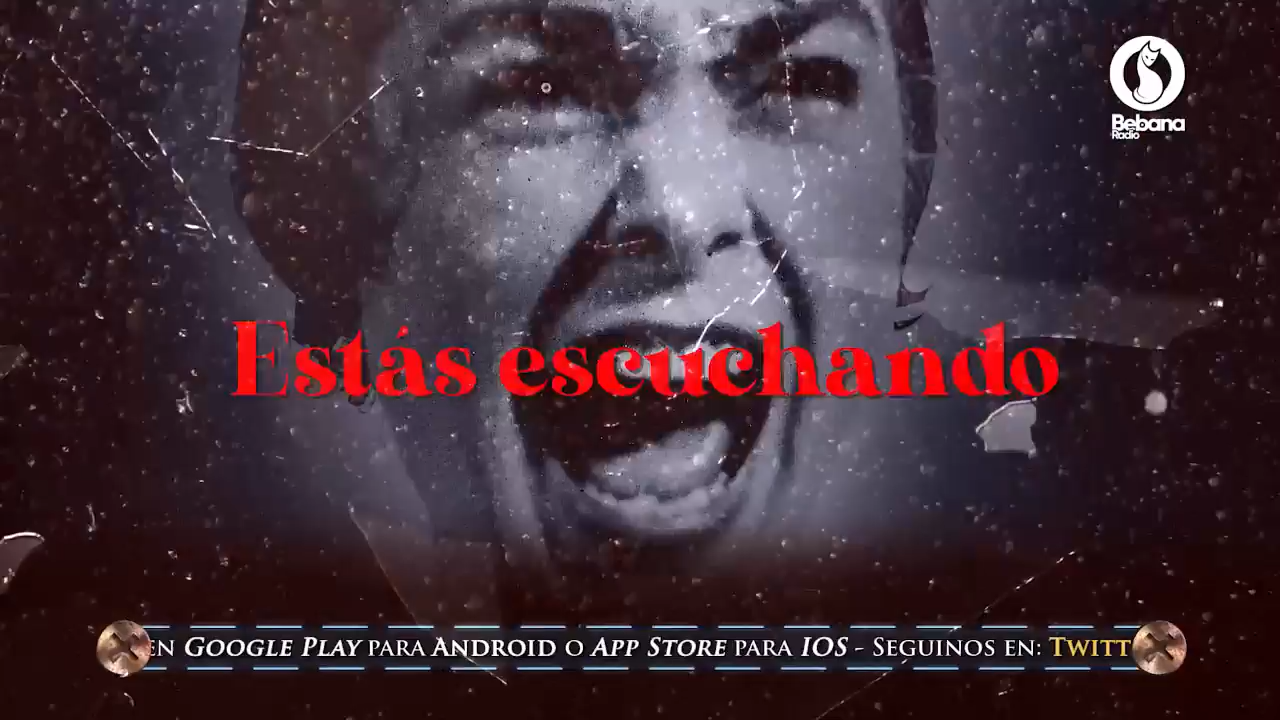 Bebana
Radio
Estás escuchando
EN GOOGLE PLAY PARA ANDROID O APP STORE PARA IOS - SEGUINOS EN: TWITT